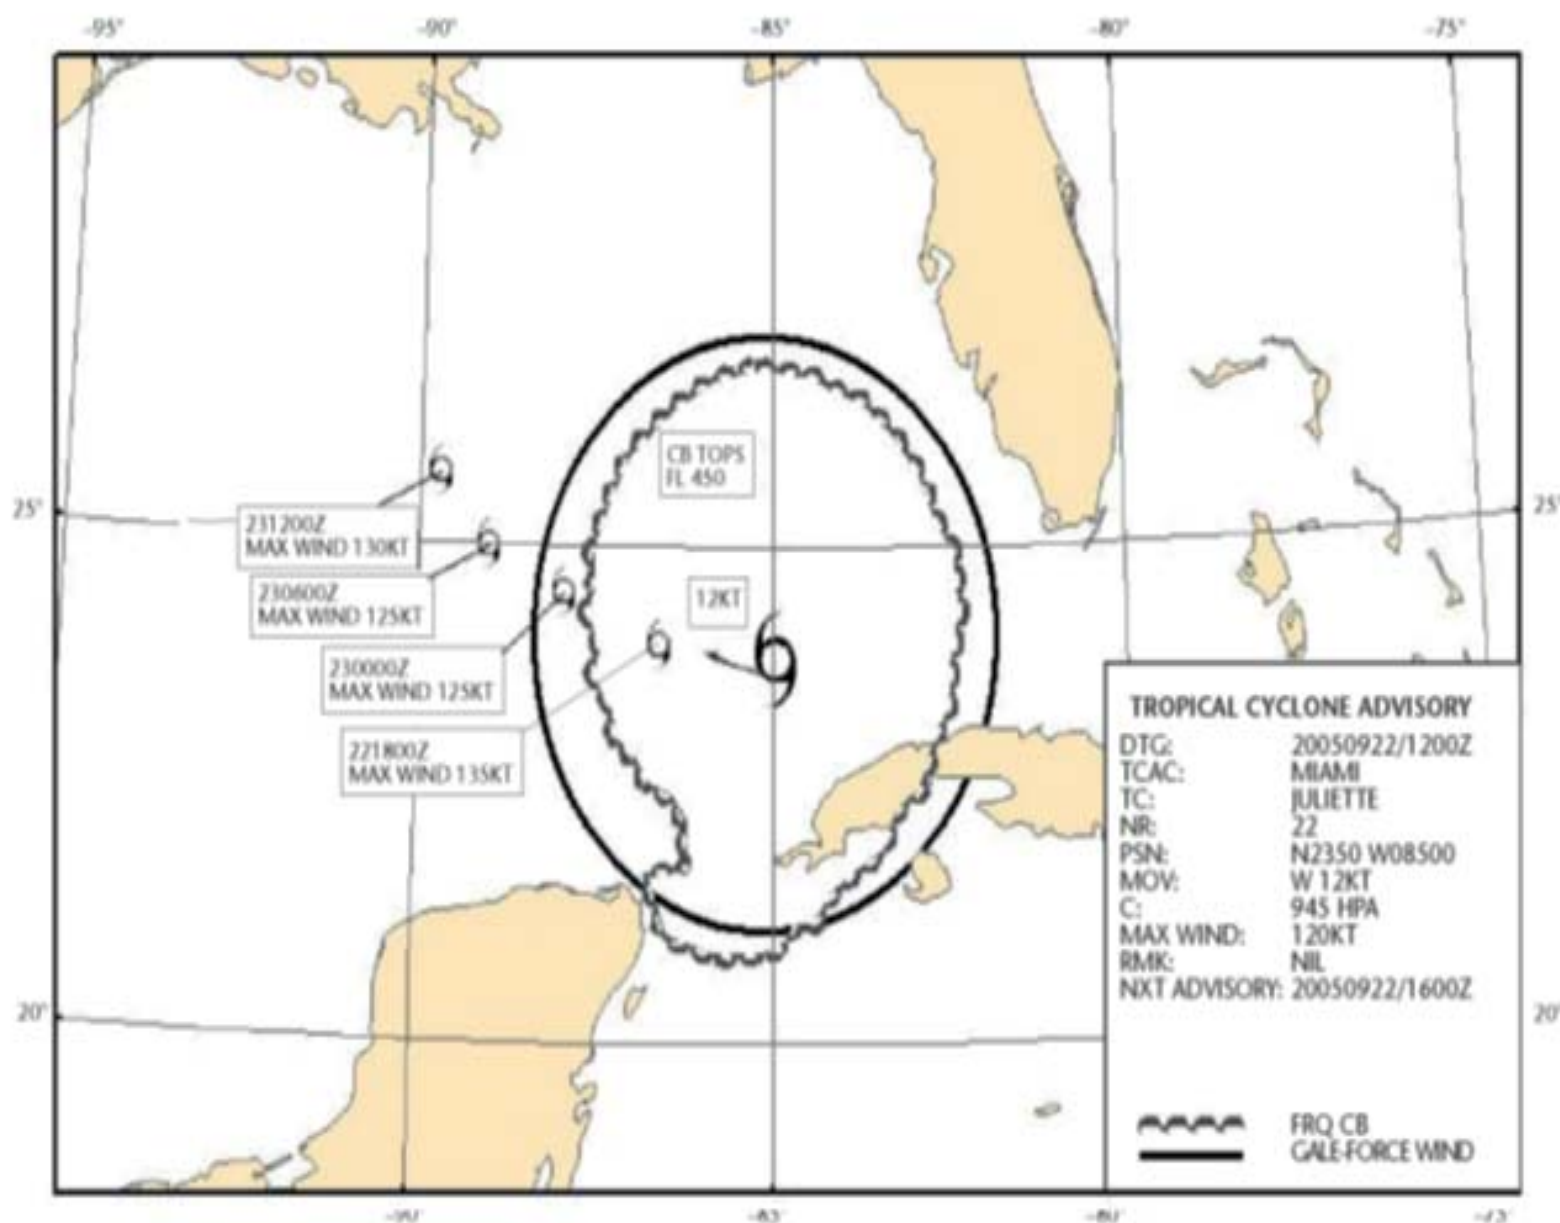 -95° -90° -85° -80° -75°
CB TOPS
FL 450
25° 25°
231200Z
MAX WIND 130KT
230600Z
MAX WIND 125KT
12KT
230000Z
MAX WIND 125KT
221800Z
MAX WIND 135KT
TROPICAL CYCLONE ADVISORY
DTG: 20050922/1200Z
TCAC: MIAMI
TC: JULIETTE
NR: 22
PSN: N2350 W08500
MOV: W 12KT
C: 945 HPA
MAX WIND: 120KT
RMK: NIL
NXT ADVISORY: 20050922/1600Z
20° 20°
FRQ CB
GALE-FORCE WIND
-90° -85° -80° -75°